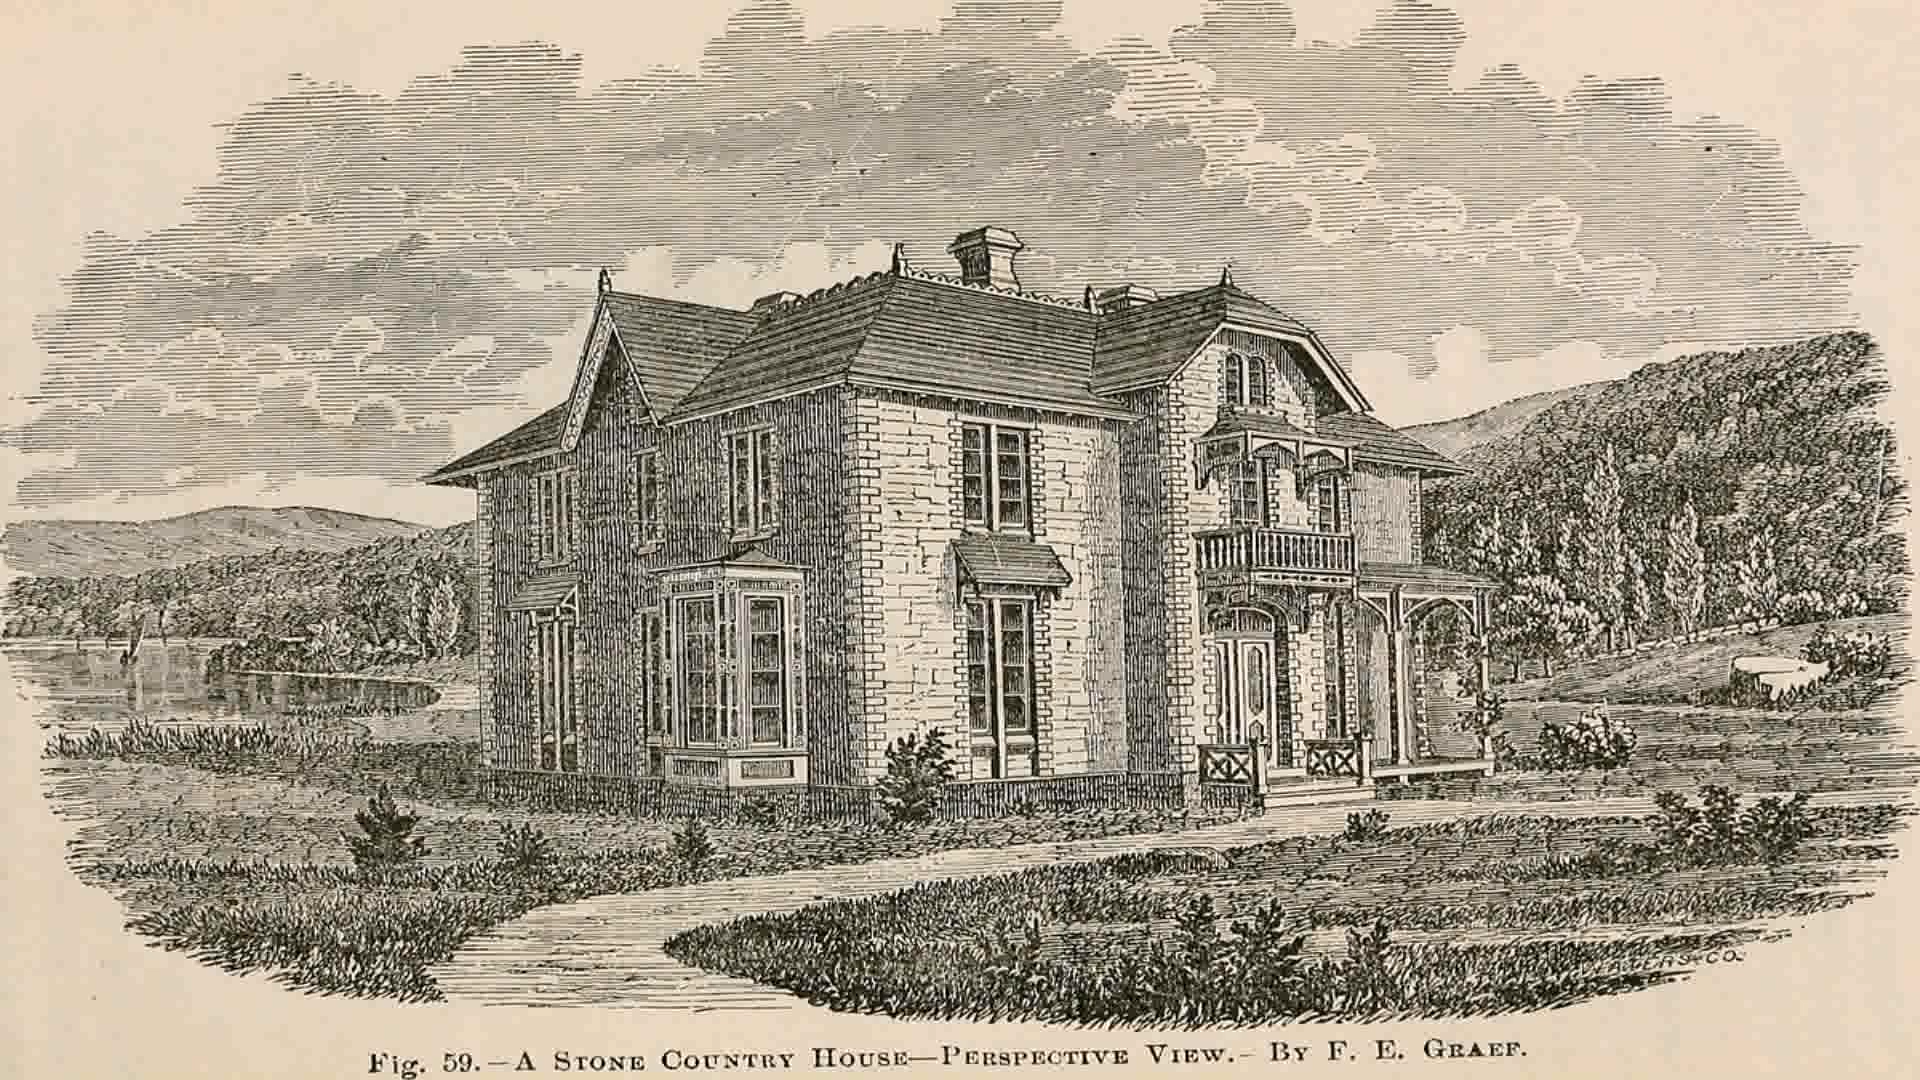 Fig. 59.—A Stone Country House—Perspective View.—By F. E. Graef.